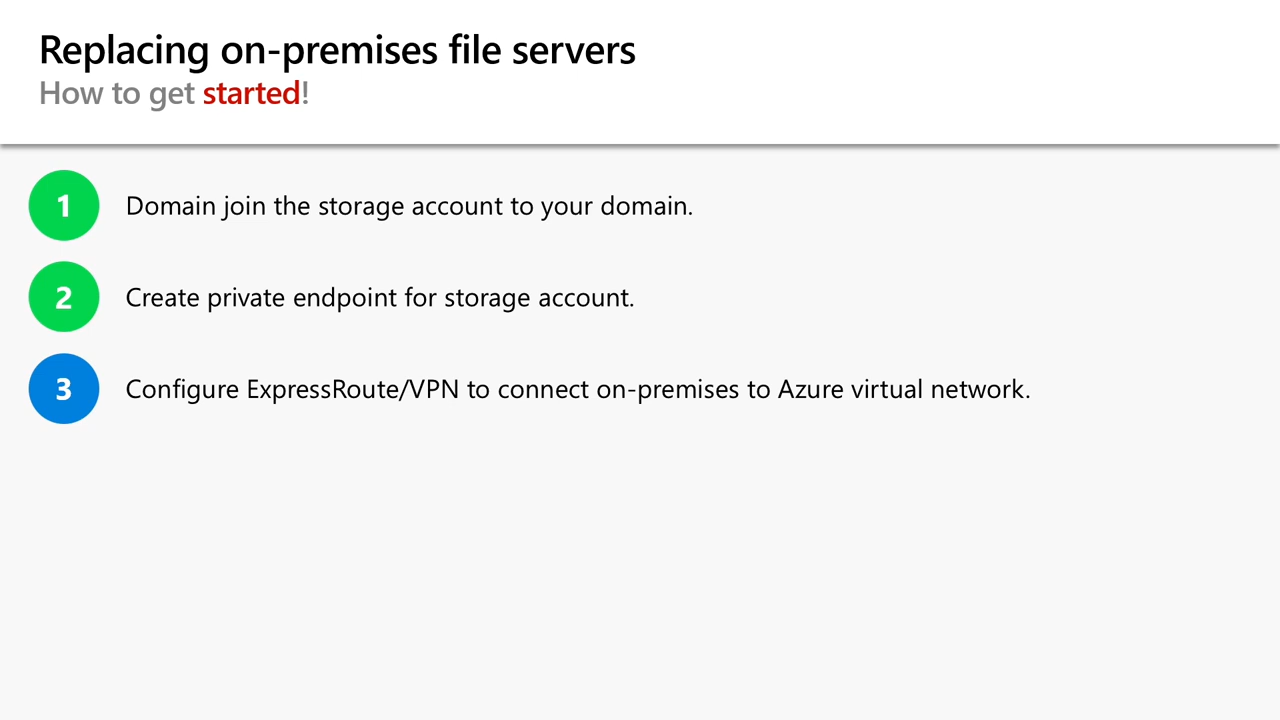 Replacing on-premises file servers
How to get started!
1 Domain join the storage account to your domain.
2 Create private endpoint for storage account.
3 Configure ExpressRoute/VPN to connect on-premises to Azure virtual network.